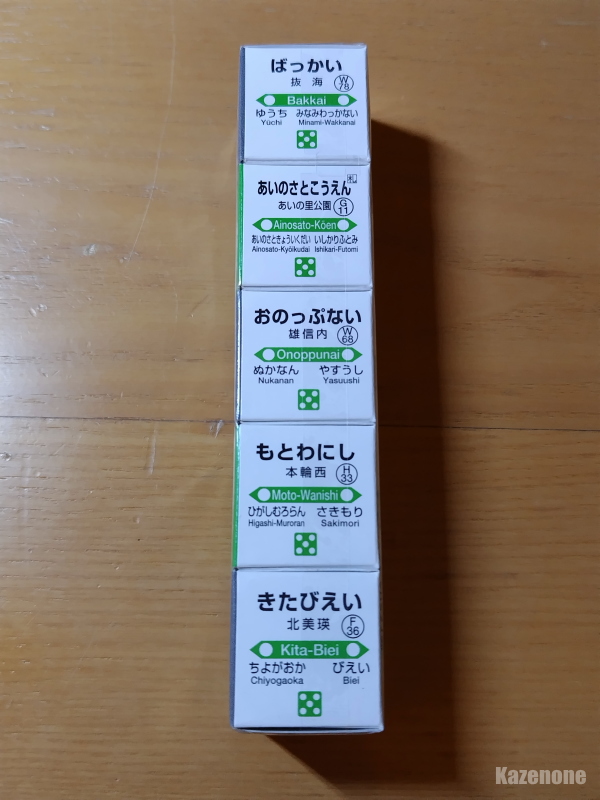 ばっかい
抜海 W78
Bakkai
ゆうち みなみわっかない
Yūchi Minami-Wakkanai
あいのさとこうえん 札
あいの里公園 G11
Ainosato-Kōen
あいのさときょういくだい いしかりふとみ
Ainosato-Kyōikudai Ishikari-Futomi
おのっぷない
雄信内 W68
Onoppunai
ぬかなん やすうし
Nukanan Yasuushi
もとわにし
本輪西 H33
Moto-Wanishi
ひがしむろらん さきもり
Higashi-Muroran Sakimori
きたびえい
北美瑛 F36
Kita-Biei
ちよがおか びえい
Chiyogaoka Biei
Kazenone